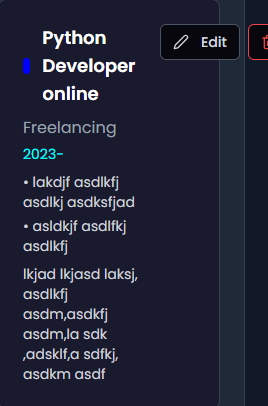 Python
Developer
online
Edit
Freelancing
2023-
• lakdjf asdlkfj
asdlkj asdksfjad
• asldkjf asdlfkj
asdlkfj
lkjad lkjasd laksj,
asdlkfj
asdm,asdkfj
asdm,la sdk
,adsklf,a sdfkj,
asdkm asdf